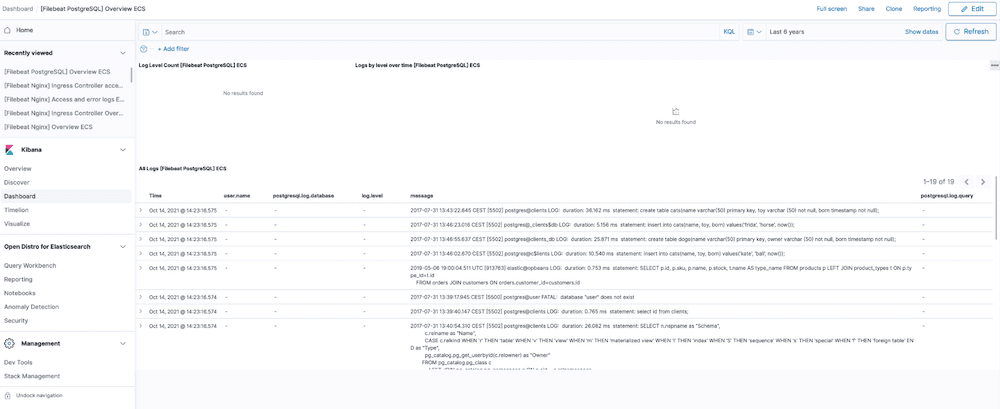 Dashboard / [Filebeat PostgreSQL] Overview ECS
Full screen Share Clone Reporting Edit
Home
Search KQL Last 6 years Show dates Refresh
+ Add filter
Recently viewed
[Filebeat PostgreSQL] Overview ECS
[Filebeat Nginx] Ingress Controller acce...
[Filebeat Nginx] Access and error logs E...
[Filebeat Nginx] Ingress Controller Over...
[Filebeat Nginx] Overview ECS
Kibana
Overview
Discover
Dashboard
Timelion
Visualize
Open Distro for Elasticsearch
Query Workbench
Reporting
Notebooks
Anomaly Detection
Security
Management
Dev Tools
Stack Management
Undock navigation
Log Level Count [Filebeat PostgreSQL] ECS
No results found
Logs by level over time [Filebeat PostgreSQL] ECS
No results found
All Logs [Filebeat PostgreSQL] ECS
1–19 of 19
Time user.name postgresql.log.database log.level message postgresql.log.query
Oct 14, 2021 @ 14:23:16.575 - - - 2017-07-31 13:43:22.645 CEST [5502] postgres@clients LOG: duration: 36.162 ms statement: create table cats(name varchar(50) primary key, toy varchar (50) not null, born timestamp not null); -
Oct 14, 2021 @ 14:23:16.575 - - - 2017-07-31 13:46:23.016 CEST [5502] postgres@_clients$db LOG: duration: 5.156 ms statement: insert into cats(name, toy, born) values('frida', 'horse', now()); -
Oct 14, 2021 @ 14:23:16.575 - - - 2017-07-31 13:46:55.637 CEST [5502] postgres@clients_db LOG: duration: 25.871 ms statement: create table dogs(name varchar(50) primary key, owner varchar (50) not null, born timestamp not null); -
Oct 14, 2021 @ 14:23:16.575 - - - 2017-07-31 13:46:02.670 CEST [5502] postgres@c$lients LOG: duration: 10.540 ms statement: insert into cats(name, toy, born) values('kate', 'ball', now()); -
Oct 14, 2021 @ 14:23:16.575 - - - 2019-05-06 19:00:04.511 UTC [913763] elastic@opbeans LOG: duration: 0.753 ms statement: SELECT p.id, p.sku, p.name, p.stock, t.name AS type_name FROM products p LEFT JOIN product_types t ON p.ty
pe_id=t.id
FROM orders JOIN customers ON orders.customer_id=customers.id
Oct 14, 2021 @ 14:23:16.574 - - - 2017-07-31 13:39:17.945 CEST [5500] postgres@user FATAL: database "user" does not exist -
Oct 14, 2021 @ 14:23:16.574 - - - 2017-07-31 13:39:40.147 CEST [5502] postgres@clients LOG: duration: 0.765 ms statement: select id from clients; -
Oct 14, 2021 @ 14:23:16.574 - - - 2017-07-31 13:40:54.310 CEST [5502] postgres@clients LOG: duration: 26.082 ms statement: SELECT n.nspname as "Schema", -
c.relname as "Name",
CASE c.relkind WHEN 'r' THEN 'table' WHEN 'v' THEN 'view' WHEN 'm' THEN 'materialized view' WHEN 'i' THEN 'index' WHEN 'S' THEN 'sequence' WHEN 's' THEN 'special' WHEN 'f' THEN 'foreign table' EN
D as "Type",
pg_catalog.pg_get_userbyid(c.relowner) as "Owner"
FROM pg_catalog.pg_class c